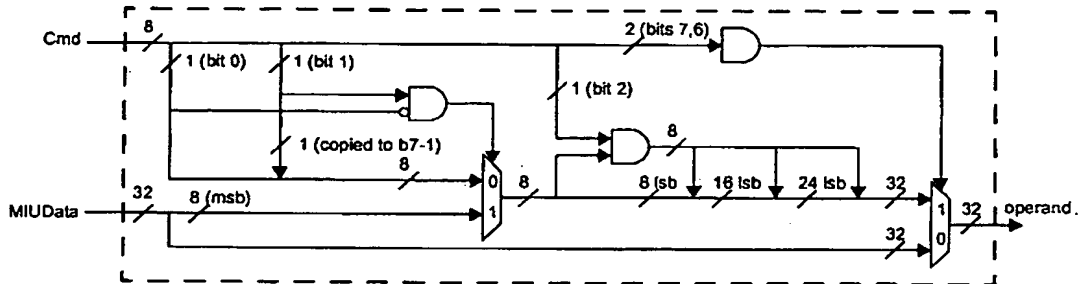 Cmd
8
2 (bits 7,6)
1 (bit 0)
1 (bit 1)
1 (bit 2)
1 (copied to b7-1)
8
8
0
1
8
8 lsb
16 lsb
24 lsb
32
1
0
32
operand.
MIUData
32
8 (msb)
32